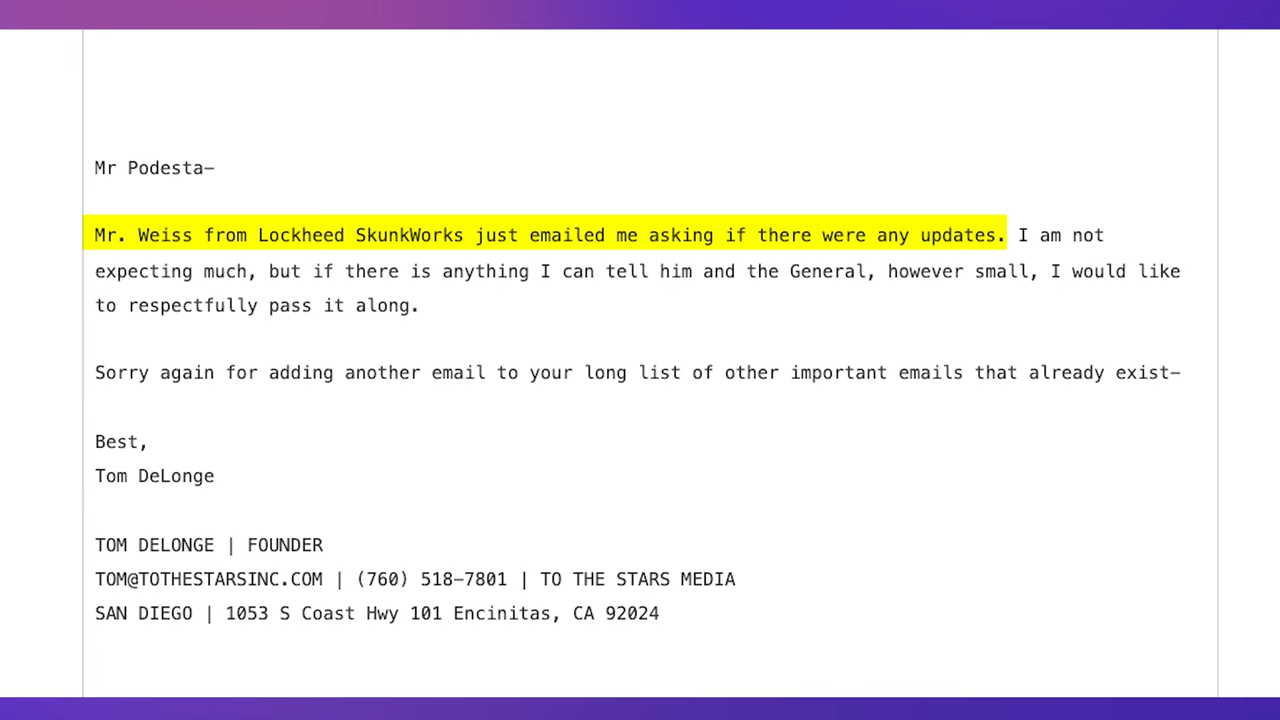 Mr Podesta–
Mr. Weiss from Lockheed SkunkWorks just emailed me asking if there were any updates. I am not
expecting much, but if there is anything I can tell him and the General, however small, I would like
to respectfully pass it along.
Sorry again for adding another email to your long list of other important emails that already exist–
Best,
Tom DeLonge
TOM DELONGE | FOUNDER
TOM@TOTHESTARSINC.COM | (760) 518–7801 | TO THE STARS MEDIA
SAN DIEGO | 1053 S Coast Hwy 101 Encinitas, CA 92024